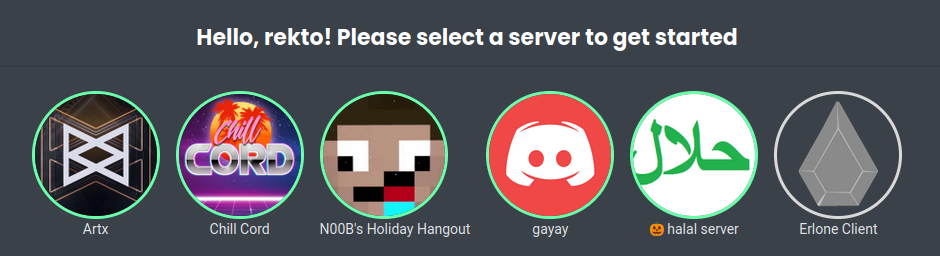 Hello, rekto! Please select a server to get started
Chill
CORD
حلال
Artx
Chill Cord
N00B's Holiday Hangout
gayay
🎃 halal server
Erlone Client